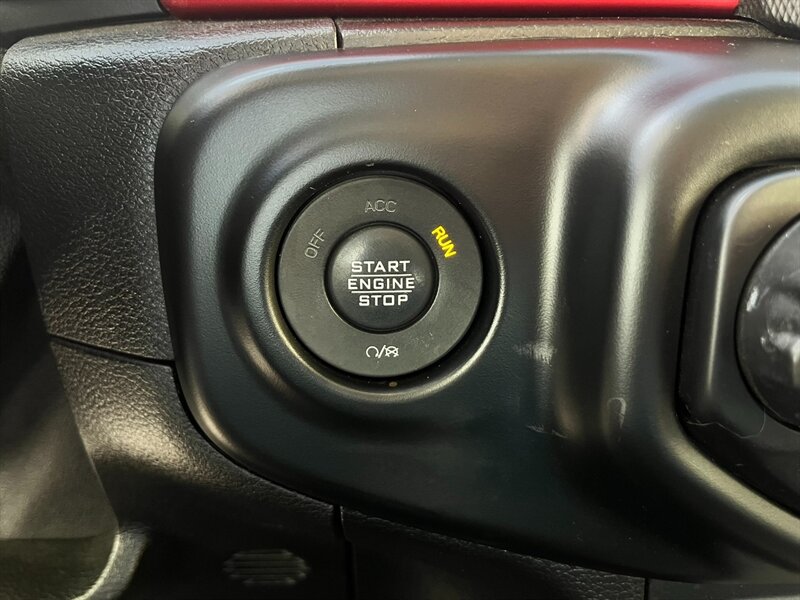 OFF
ACC
RUN
START
ENGINE
STOP